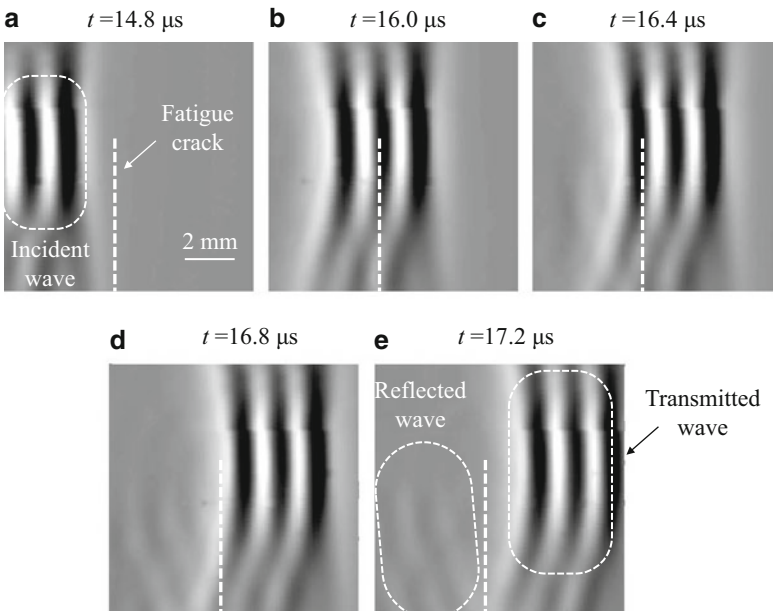 a
t =14.8 μs
b
t =16.0 μs
c
t =16.4 μs
Fatigue
crack
Incident
wave
2 mm
d
t =16.8 μs
e
t =17.2 μs
Reflected
wave
Transmitted
wave